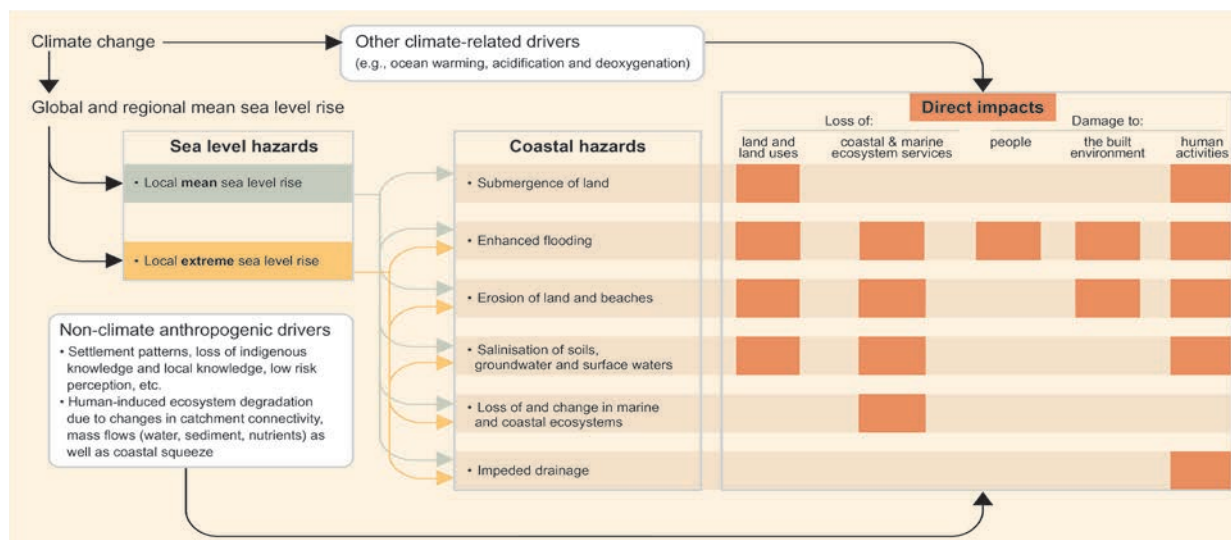 Climate change
Other climate-related drivers
(e.g., ocean warming, acidification and deoxygenation)
Global and regional mean sea level rise
Direct impacts
Loss of:
Damage to:
land and
land uses
coastal & marine
ecosystem services
people
the built
environment
human
activities
Sea level hazards
• Local mean sea level rise
• Local extreme sea level rise
Coastal hazards
• Submergence of land
• Enhanced flooding
• Erosion of land and beaches
• Salinisation of soils,
groundwater and surface waters
• Loss of and change in marine
and coastal ecosystems
• Impeded drainage
Non-climate anthropogenic drivers
• Settlement patterns, loss of indigenous
knowledge and local knowledge, low risk
perception, etc.
• Human-induced ecosystem degradation
due to changes in catchment connectivity,
mass flows (water, sediment, nutrients) as
well as coastal squeeze